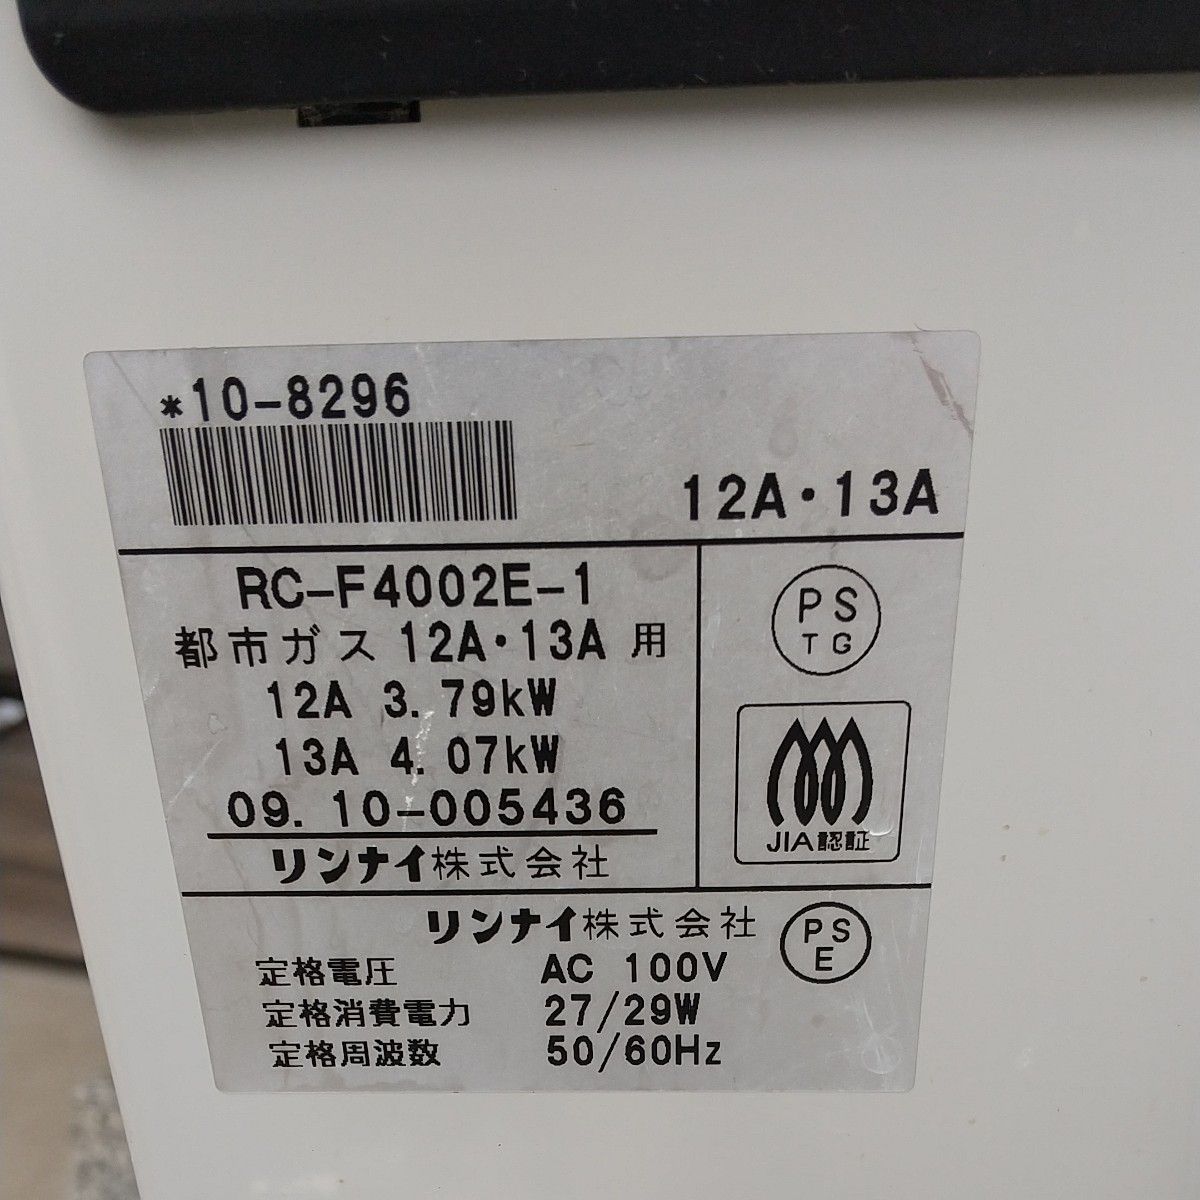 *10-8296
12A・13A
RC-F4002E-1
都市ガス 12A・13A 用
12A 3.79kW
13A 4.07kW
09.10-005436
リンナイ株式会社
PS
TG
JIA認証
リンナイ株式会社
PS
E
定格電圧 AC 100V
定格消費電力 27/29W
定格周波数 50/60Hz